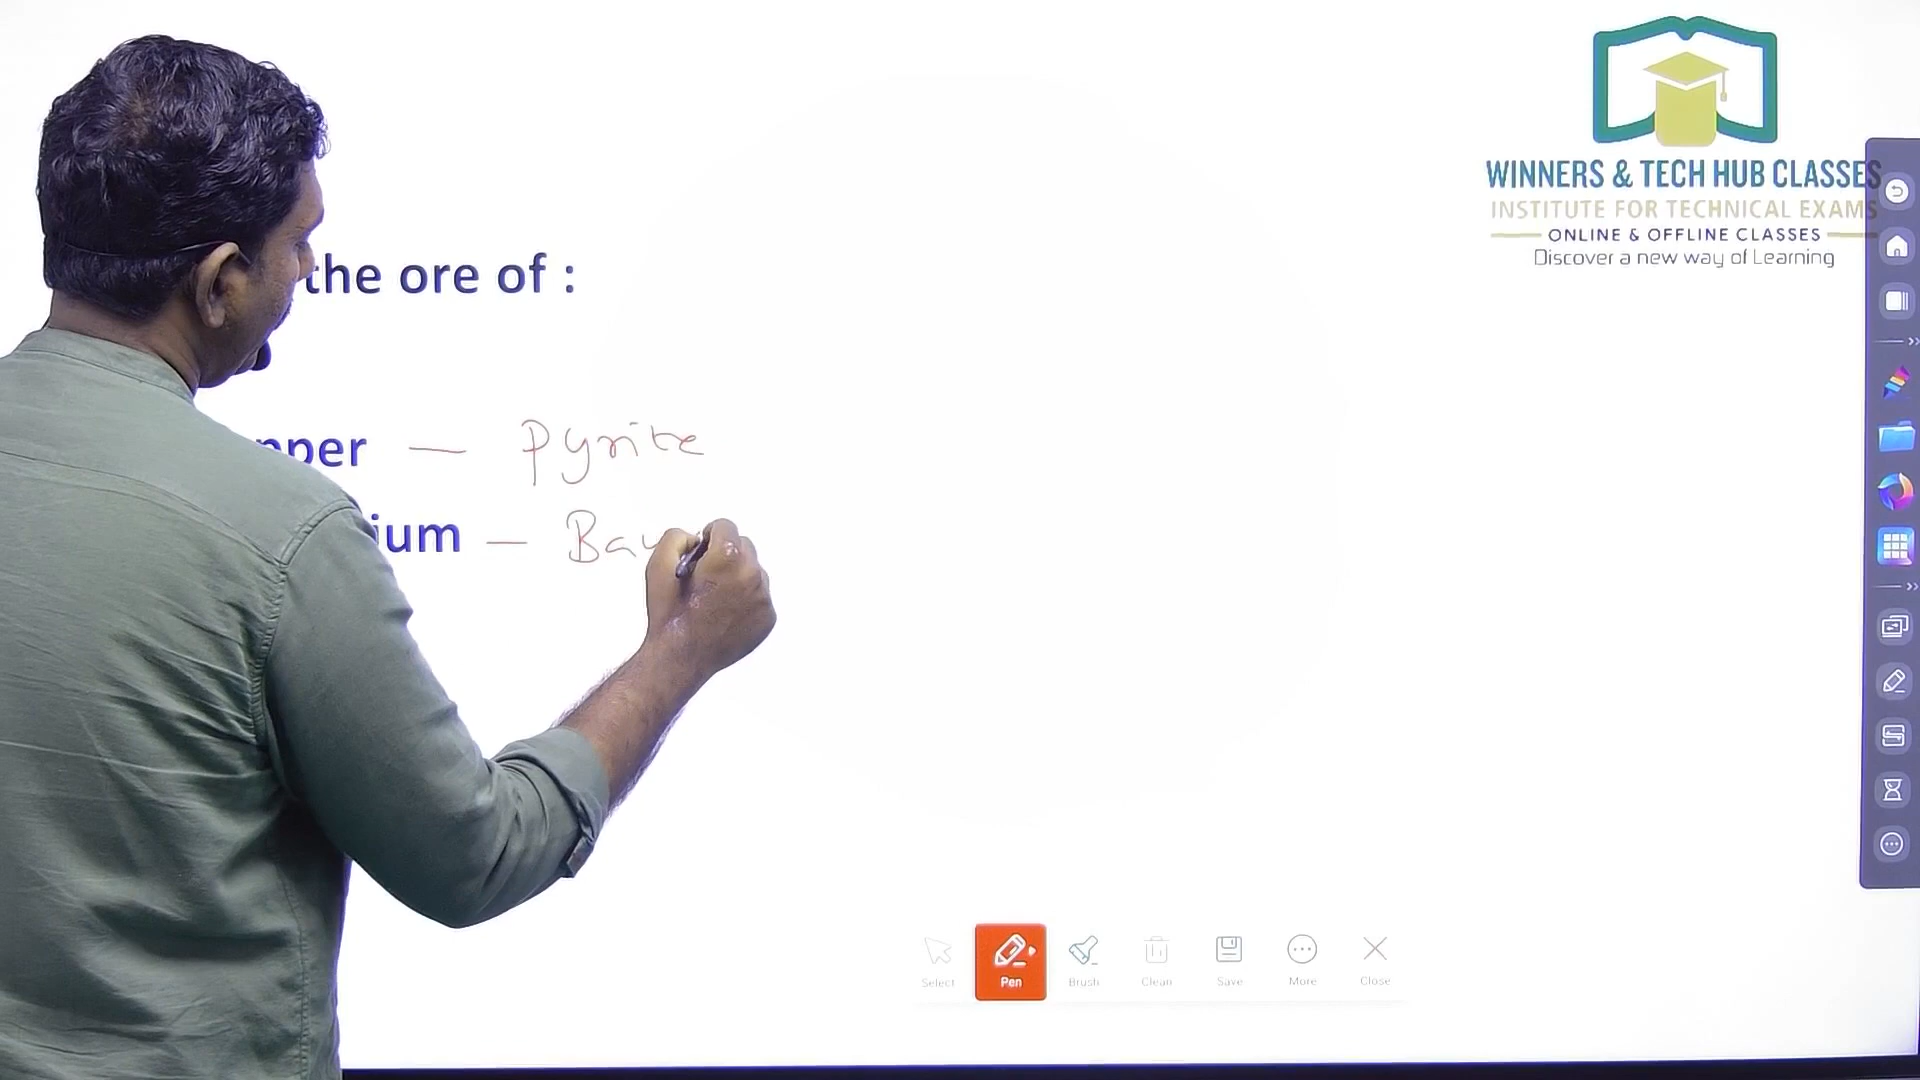 WINNERS & TECH HUB CLASSES
INSTITUTE FOR TECHNICAL EXAMS
ONLINE & OFFLINE CLASSES
Discover a new way of Learning
the ore of :
pper — Pyrite
ium — Bau
Select
Pen
Brush
Clean
Save
More
Close